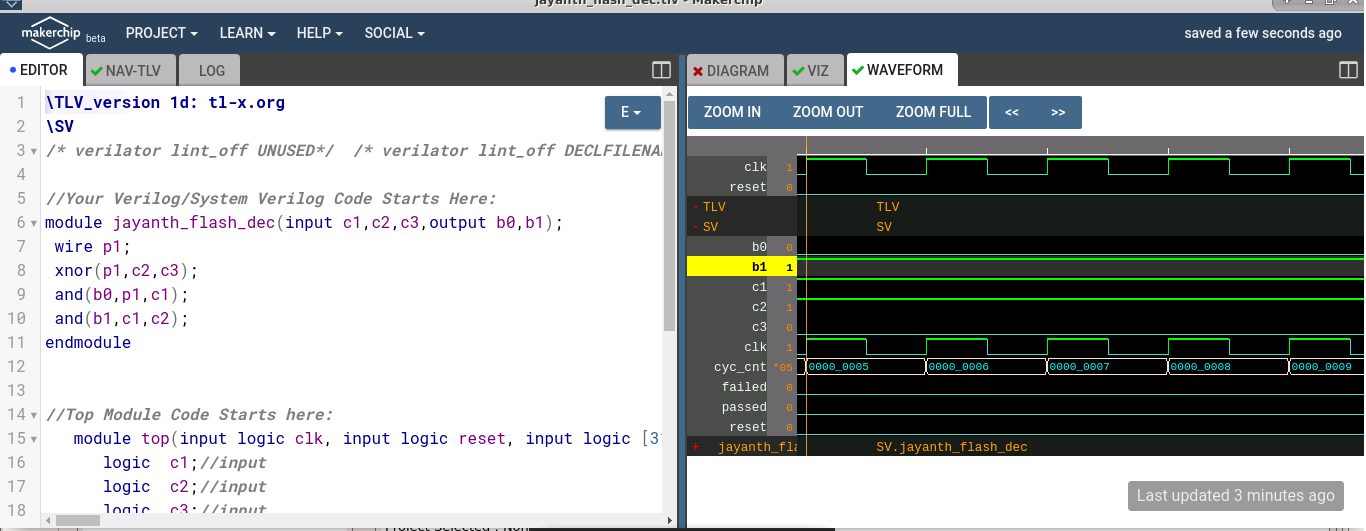 jayanth_flash_dec.tlv - Makerchip
makerchip beta
PROJECT
LEARN
HELP
SOCIAL
saved a few seconds ago
EDITOR
NAV-TLV
LOG
1 \TLV_version 1d: tl-x.org
2 \SV
3 /* verilator lint_off UNUSED*/ /* verilator lint_off DECLFILENA
4
5 //Your Verilog/System Verilog Code Starts Here:
6 module jayanth_flash_dec(input c1,c2,c3,output b0,b1);
7 wire p1;
8 xnor(p1,c2,c3);
9 and(b0,p1,c1);
10 and(b1,c1,c2);
11 endmodule
12
13
14 //Top Module Code Starts here:
15 module top(input logic clk, input logic reset, input logic [3
16 logic c1;//input
17 logic c2;//input
18 logic c3;//input
E
DIAGRAM
VIZ
WAVEFORM
ZOOM IN
ZOOM OUT
ZOOM FULL
<<
>>
clk 1
reset 0
- TLV TLV
- SV SV
b0 0
b1 1
c1 1
c2 1
c3 0
clk 1
cyc_cnt *05 0000_0005 0000_0006 0000_0007 0000_0008 0000_0009
failed 0
passed 0
reset 0
+ jayanth_fla SV.jayanth_flash_dec
Last updated 3 minutes ago